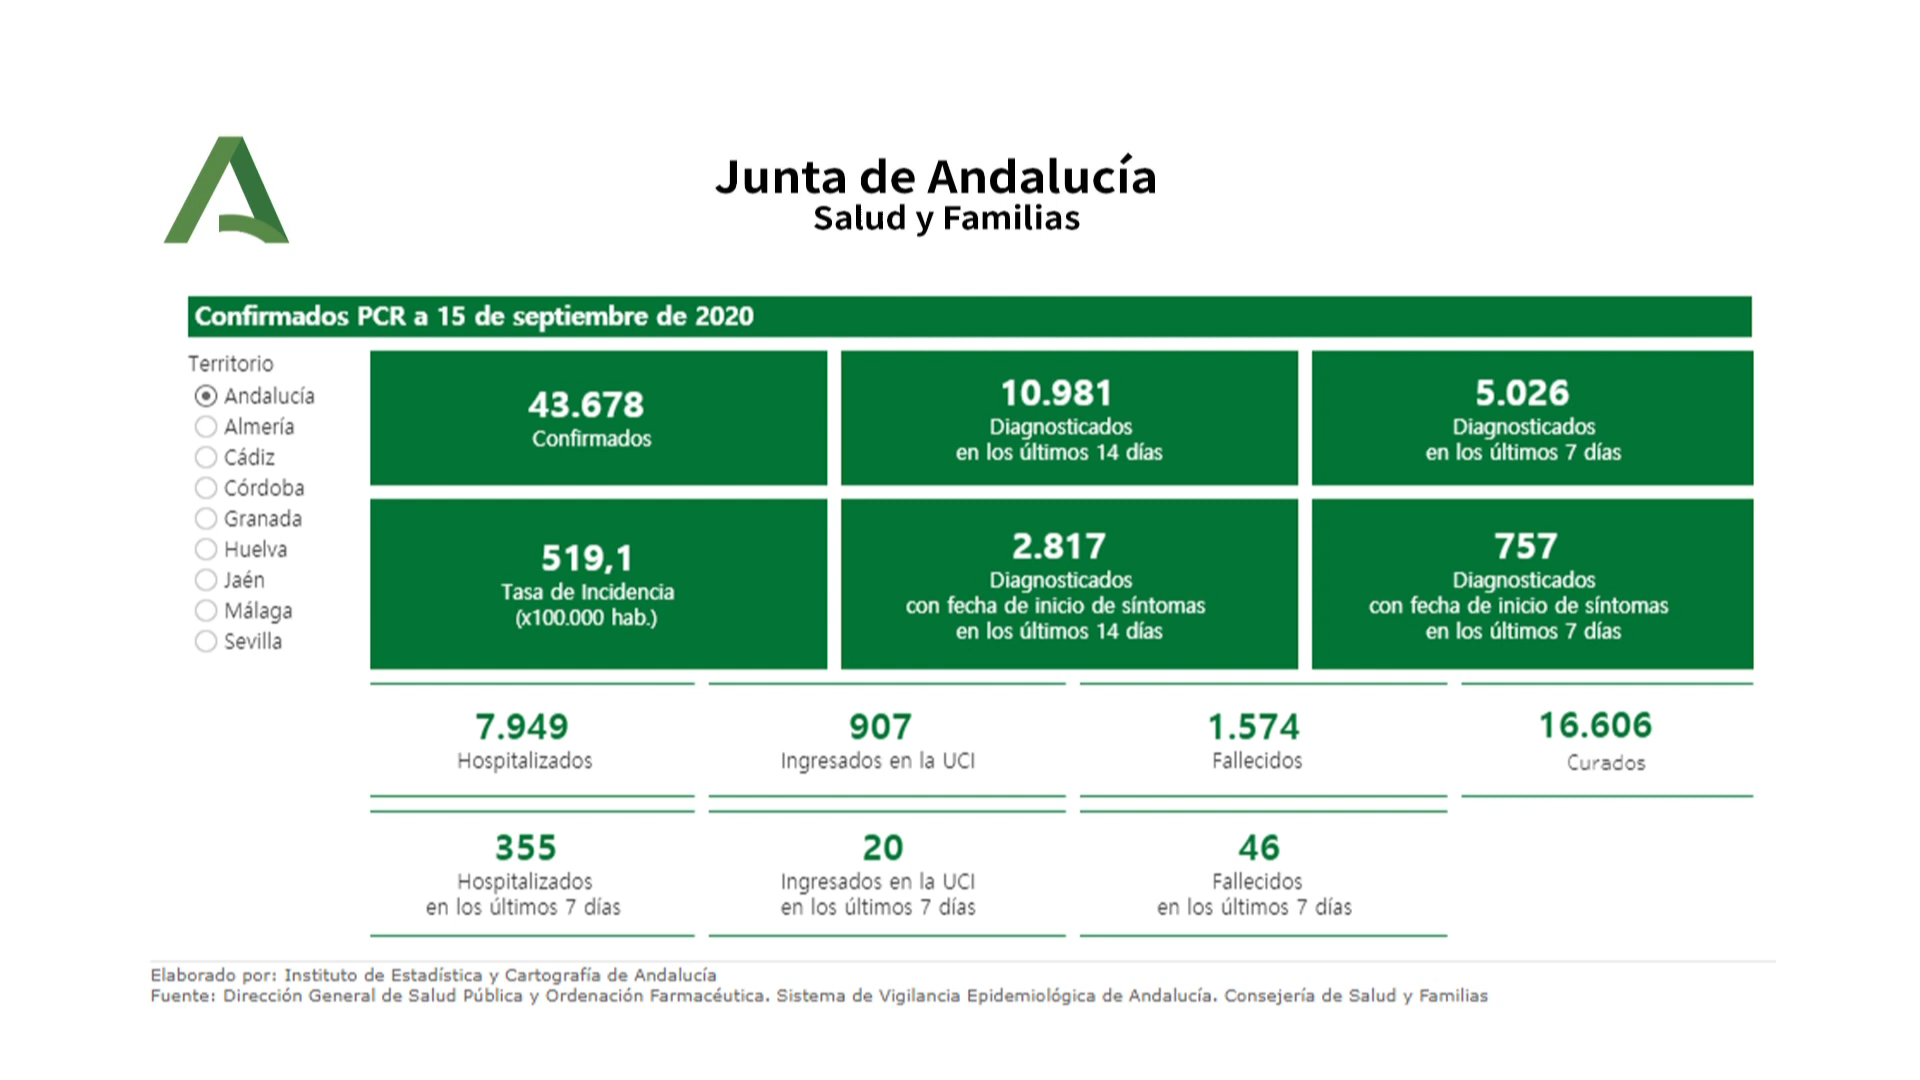 Junta de Andalucía
Salud y Familias
Confirmados PCR a 15 de septiembre de 2020
Territorio
Andalucía
Almería
Cádiz
Córdoba
Granada
Huelva
Jaén
Málaga
Sevilla
43.678
Confirmados
10.981
Diagnosticados
en los últimos 14 días
5.026
Diagnosticados
en los últimos 7 días
519,1
Tasa de Incidencia
(x100.000 hab.)
2.817
Diagnosticados
con fecha de inicio de síntomas
en los últimos 14 días
757
Diagnosticados
con fecha de inicio de síntomas
en los últimos 7 días
7.949
Hospitalizados
907
Ingresados en la UCI
1.574
Fallecidos
16.606
Curados
355
Hospitalizados
en los últimos 7 días
20
Ingresados en la UCI
en los últimos 7 días
46
Fallecidos
en los últimos 7 días
Elaborado por: Instituto de Estadística y Cartografía de Andalucía
Fuente: Dirección General de Salud Pública y Ordenación Farmacéutica. Sistema de Vigilancia Epidemiológica de Andalucía. Consejería de Salud y Familias